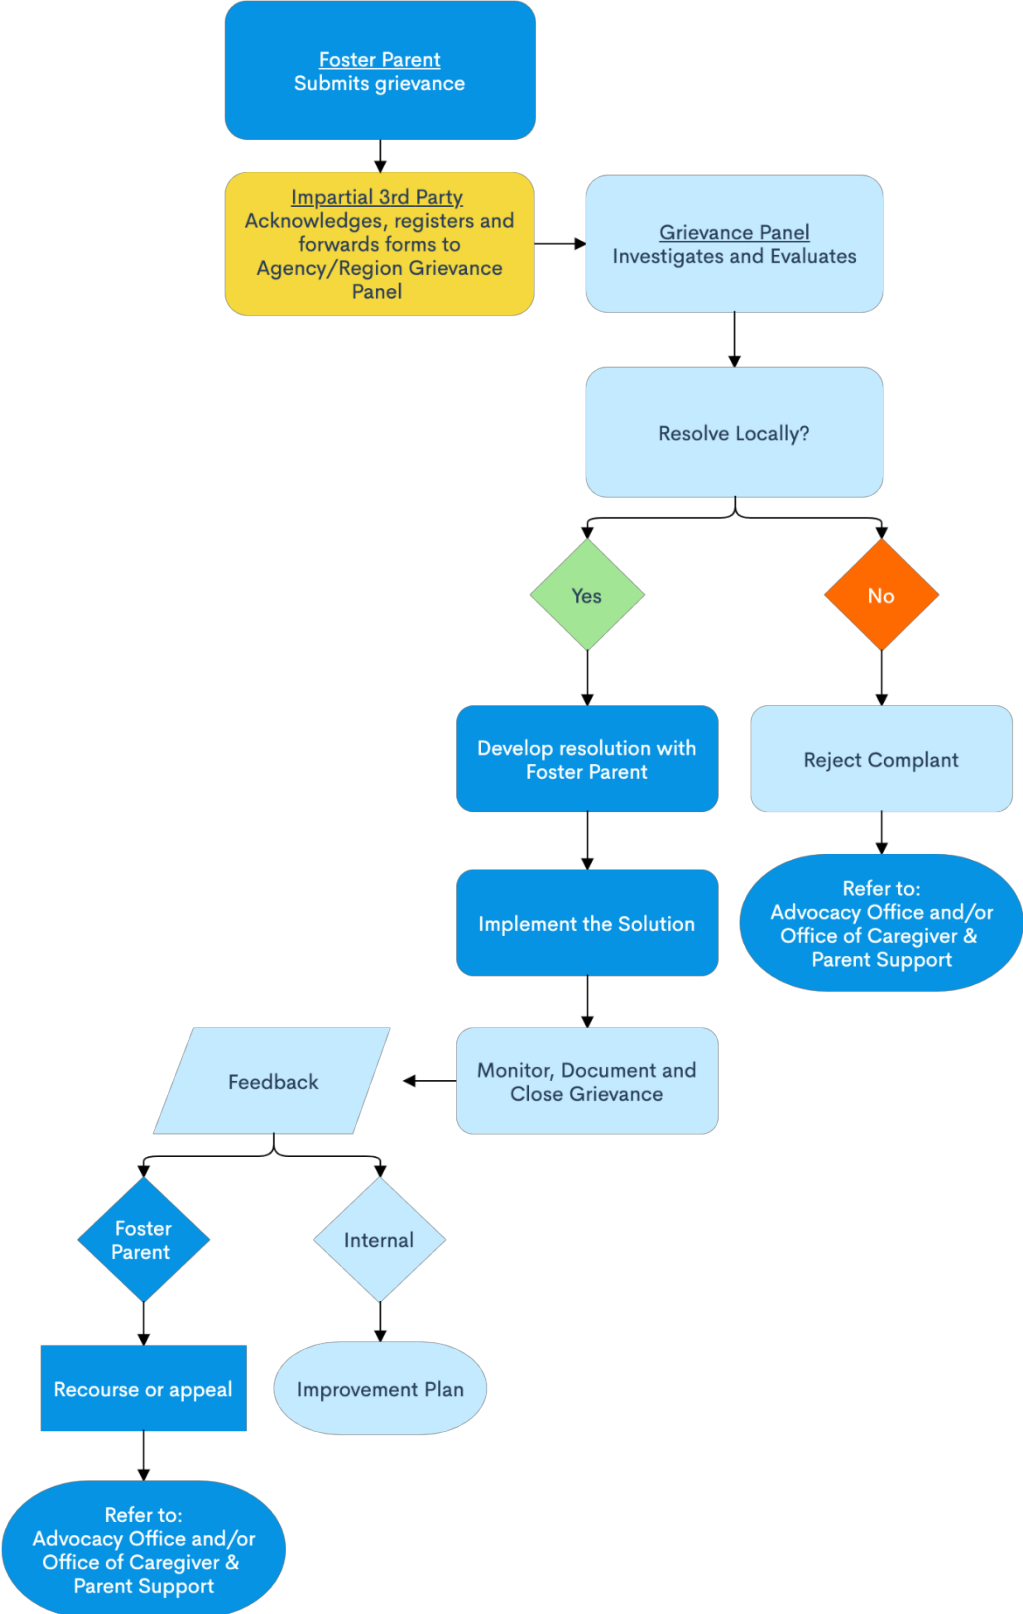 Foster Parent
Submits grievance
Impartial 3rd Party
Acknowledges, registers and
forwards forms to
Agency/Region Grievance
Panel
Grievance Panel
Investigates and Evaluates
Resolve Locally?
Yes
No
Develop resolution with
Foster Parent
Reject Complant
Implement the Solution
Refer to:
Advocacy Office and/or
Office of Caregiver &
Parent Support
Monitor, Document and
Close Grievance
Feedback
Foster
Parent
Internal
Recourse or appeal
Improvement Plan
Refer to:
Advocacy Office and/or
Office of Caregiver &
Parent Support